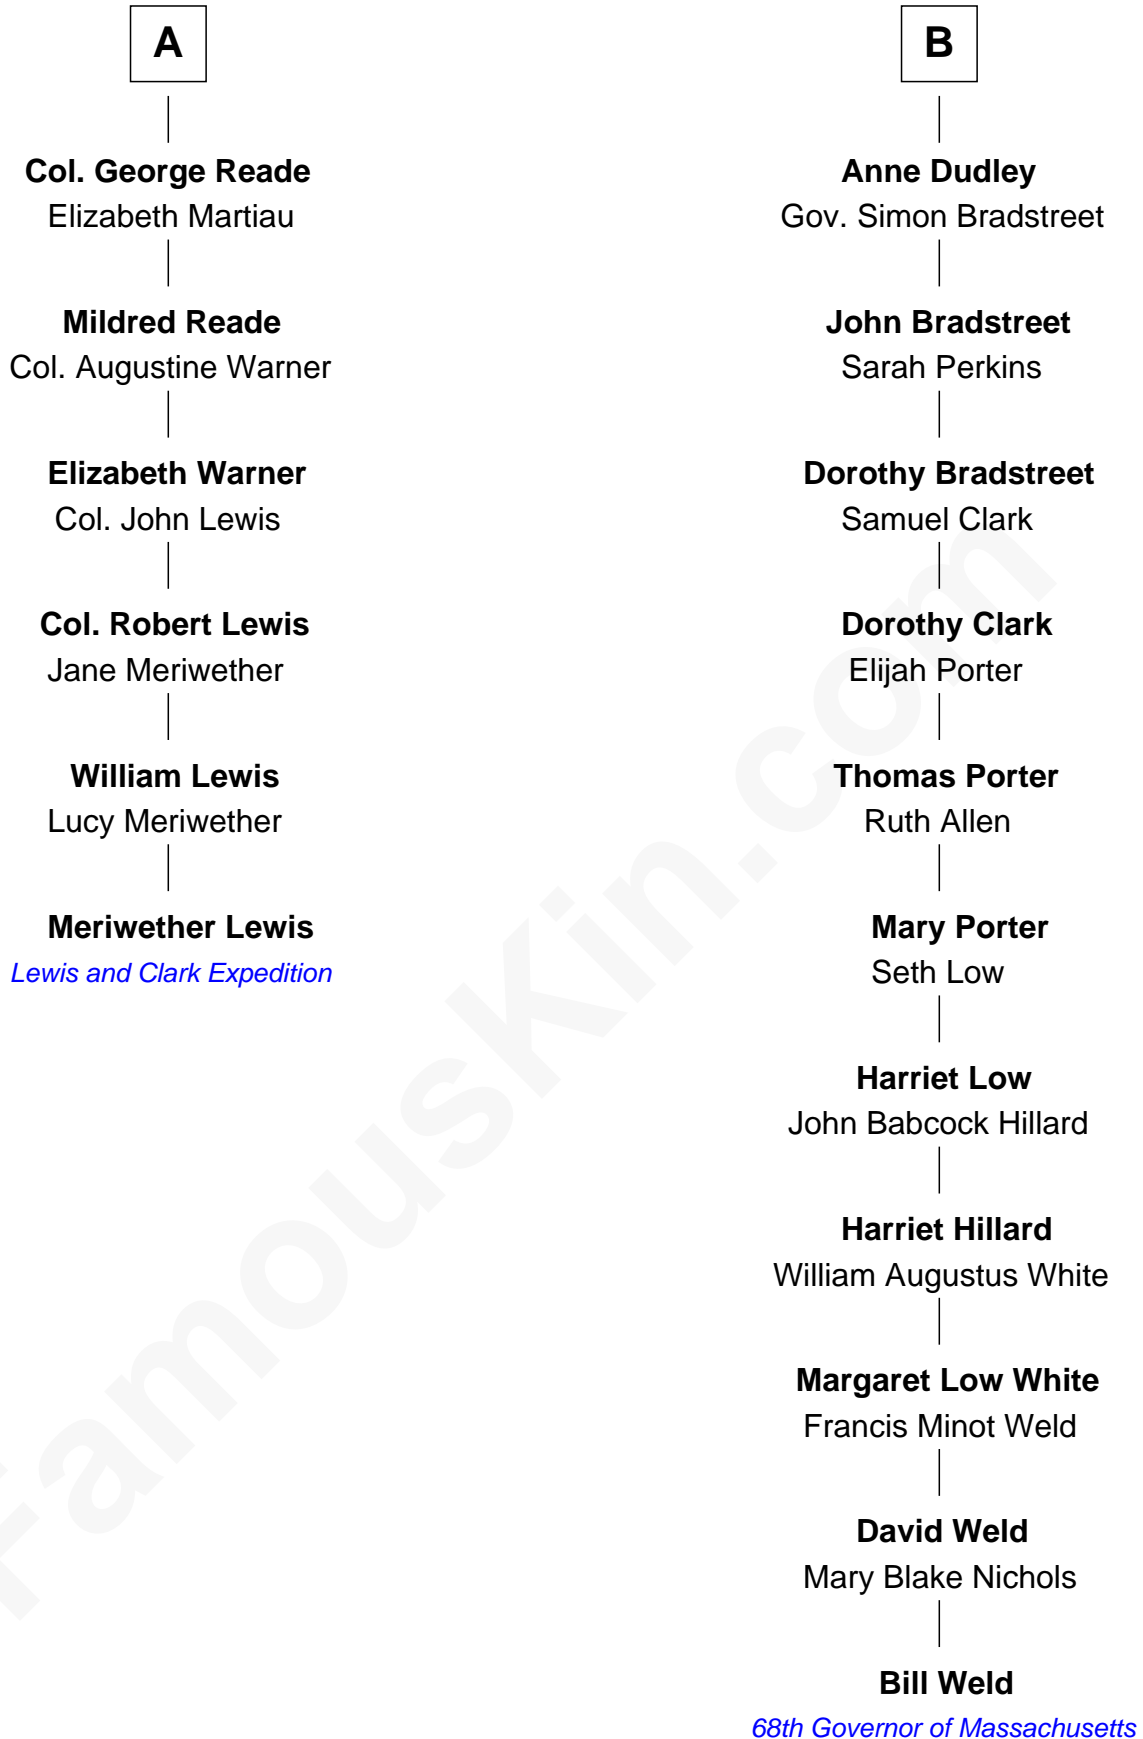 A
Col. George Reade
Elizabeth Martiau
Mildred Reade
Col. Augustine Warner
Elizabeth Warner
Col. John Lewis
Col. Robert Lewis
Jane Meriwether
William Lewis
Lucy Meriwether
Meriwether Lewis
Lewis and Clark Expedition
B
Anne Dudley
Gov. Simon Bradstreet
John Bradstreet
Sarah Perkins
Dorothy Bradstreet
Samuel Clark
Dorothy Clark
Elijah Porter
Thomas Porter
Ruth Allen
Mary Porter
Seth Low
Harriet Low
John Babcock Hillard
Harriet Hillard
William Augustus White
Margaret Low White
Francis Minot Weld
David Weld
Mary Blake Nichols
Bill Weld
68th Governor of Massachusetts
FamousKin.com